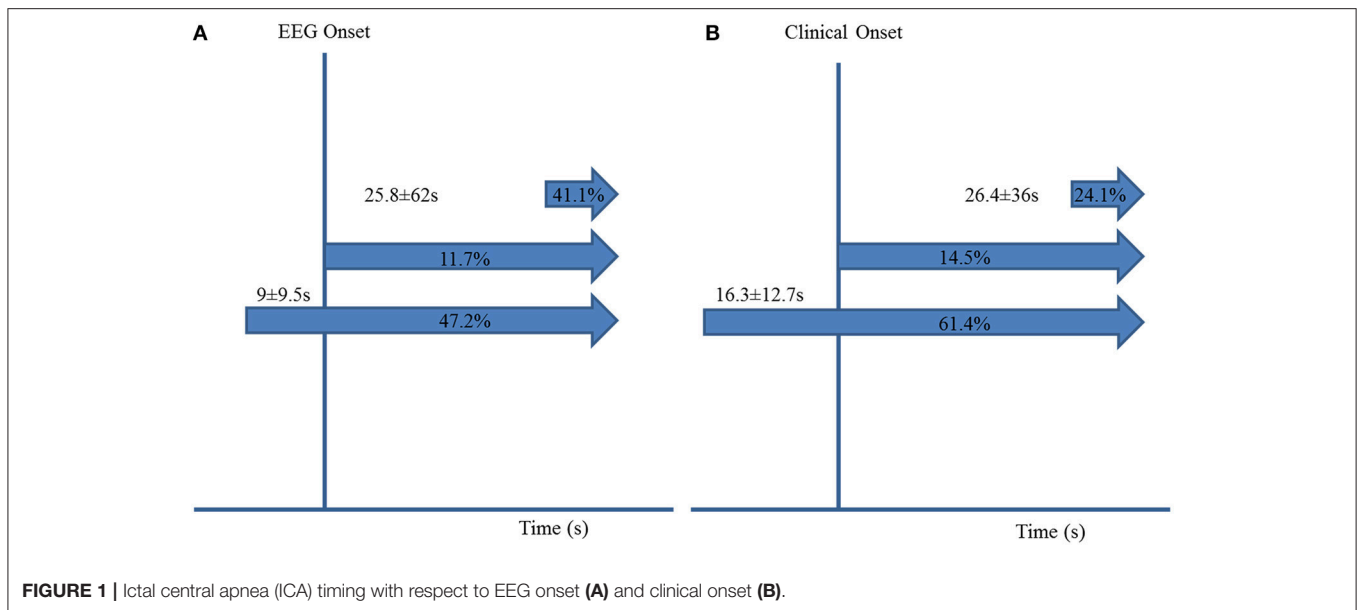 A
EEG Onset
25.8±62s
41.1%
11.7%
9±9.5s
47.2%
Time (s)
B
Clinical Onset
26.4±36s
24.1%
14.5%
16.3±12.7s
61.4%
Time (s)
FIGURE 1 | Ictal central apnea (ICA) timing with respect to EEG onset (A) and clinical onset (B).